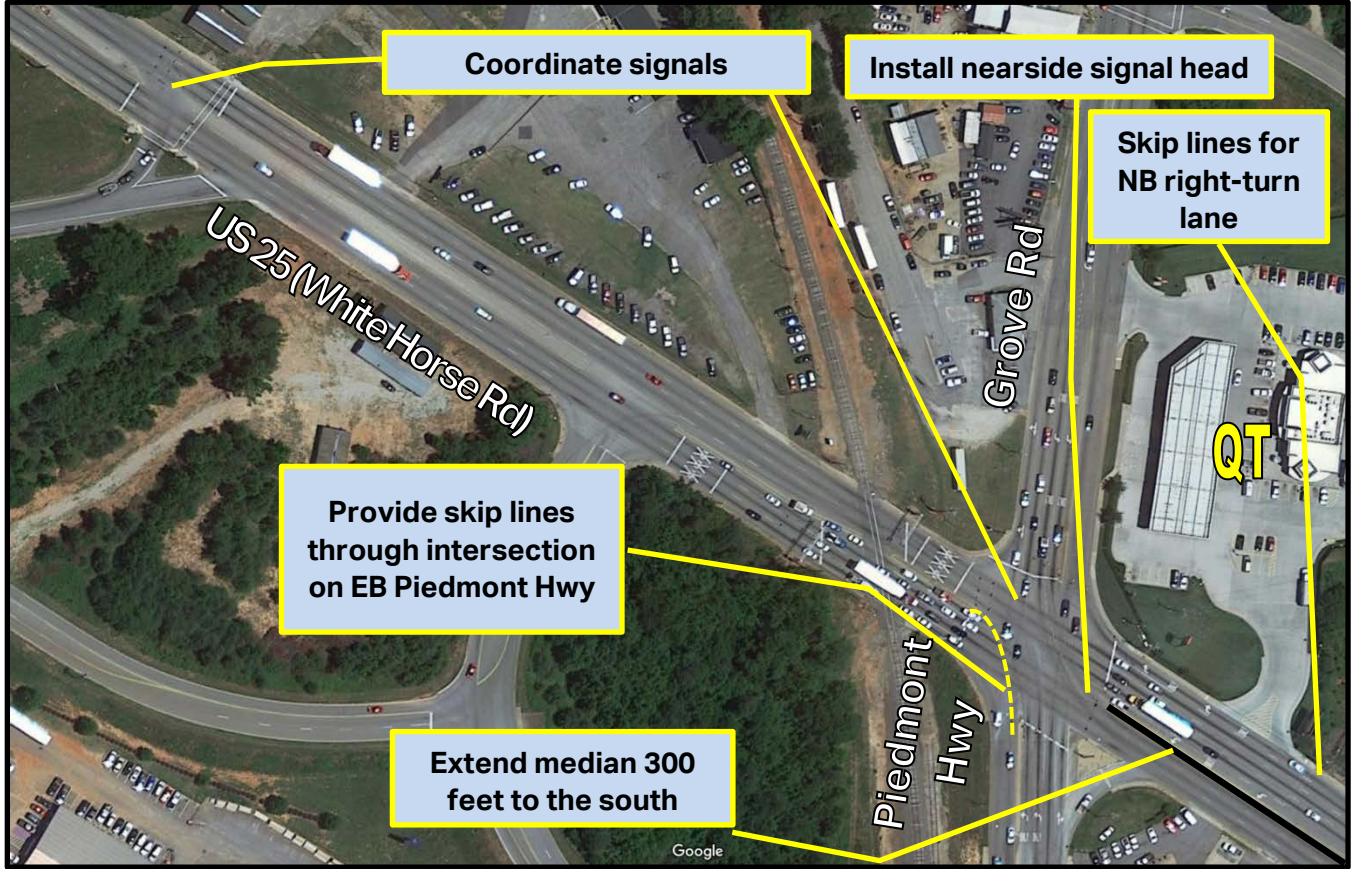 Coordinate signals
Install nearside signal head
Skip lines for
NB right-turn
lane
US 25 (White Horse Rd)
Grove Rd
QT
Provide skip lines
through intersection
on EB Piedmont Hwy
Piedmont
Hwy
Extend median 300
feet to the south
Google